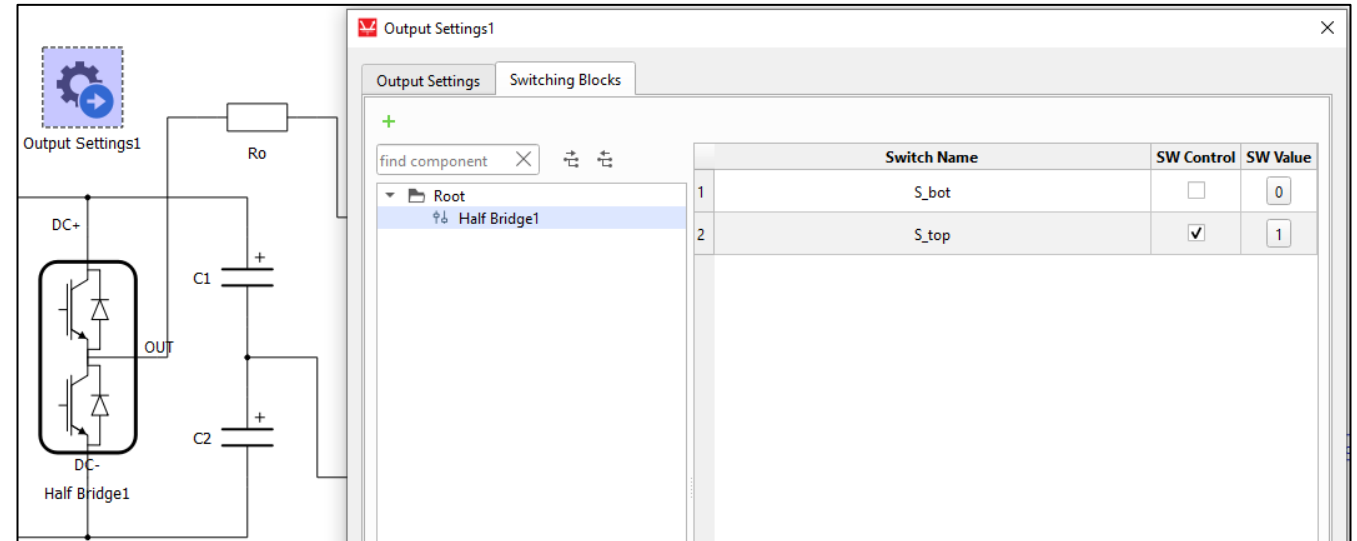 Output Settings1
Output Settings Switching Blocks
find component
Root
Half Bridge1
Switch Name SW Control SW Value
1 S_bot 0
2 S_top 1
Output Settings1
Ro
DC+
C1
+
OUT
C2
+
DC-
Half Bridge1